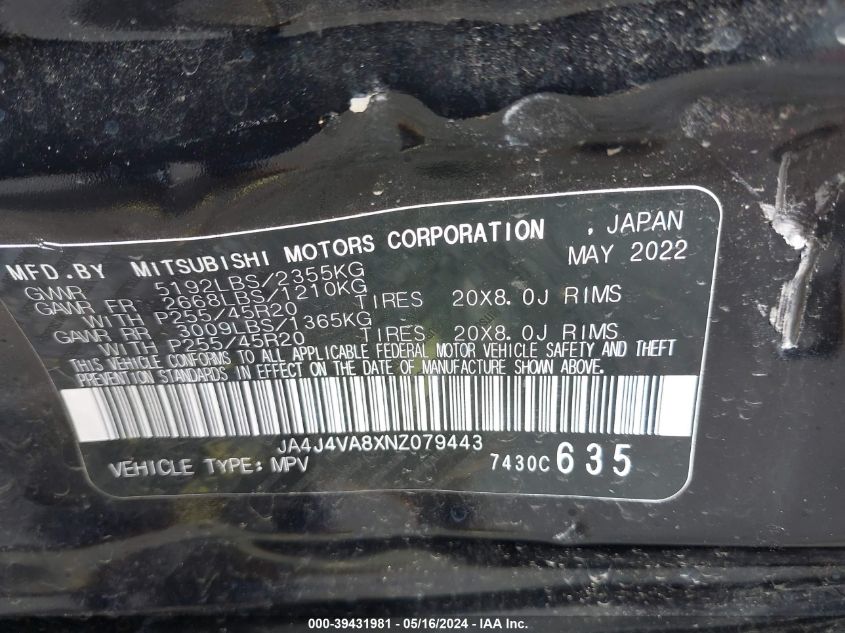 MFD.BY MITSUBISHI MOTORS CORPORATION , JAPAN
GWVR 5192LBS/2355KG MAY 2022
GAWR FR 2668LBS/1210KG
WITH P255/45R20 TIRES 20X8.0J RIMS
GAWR RR 3009LBS/1365KG
WITH P255/45R20 TIRES 20X8.0J RIMS
THIS VEHICLE CONFORMS TO ALL APPLICABLE FEDERAL MOTOR VEHICLE SAFETY AND THEFT
PREVENTION STANDARDS IN EFFECT ON THE DATE OF MANUFACTURE SHOWN ABOVE.
JA4J4VA8XNZ079443
VEHICLE TYPE: MPV 7430C 635
000-39431981 - 05/16/2024 - IAA Inc.